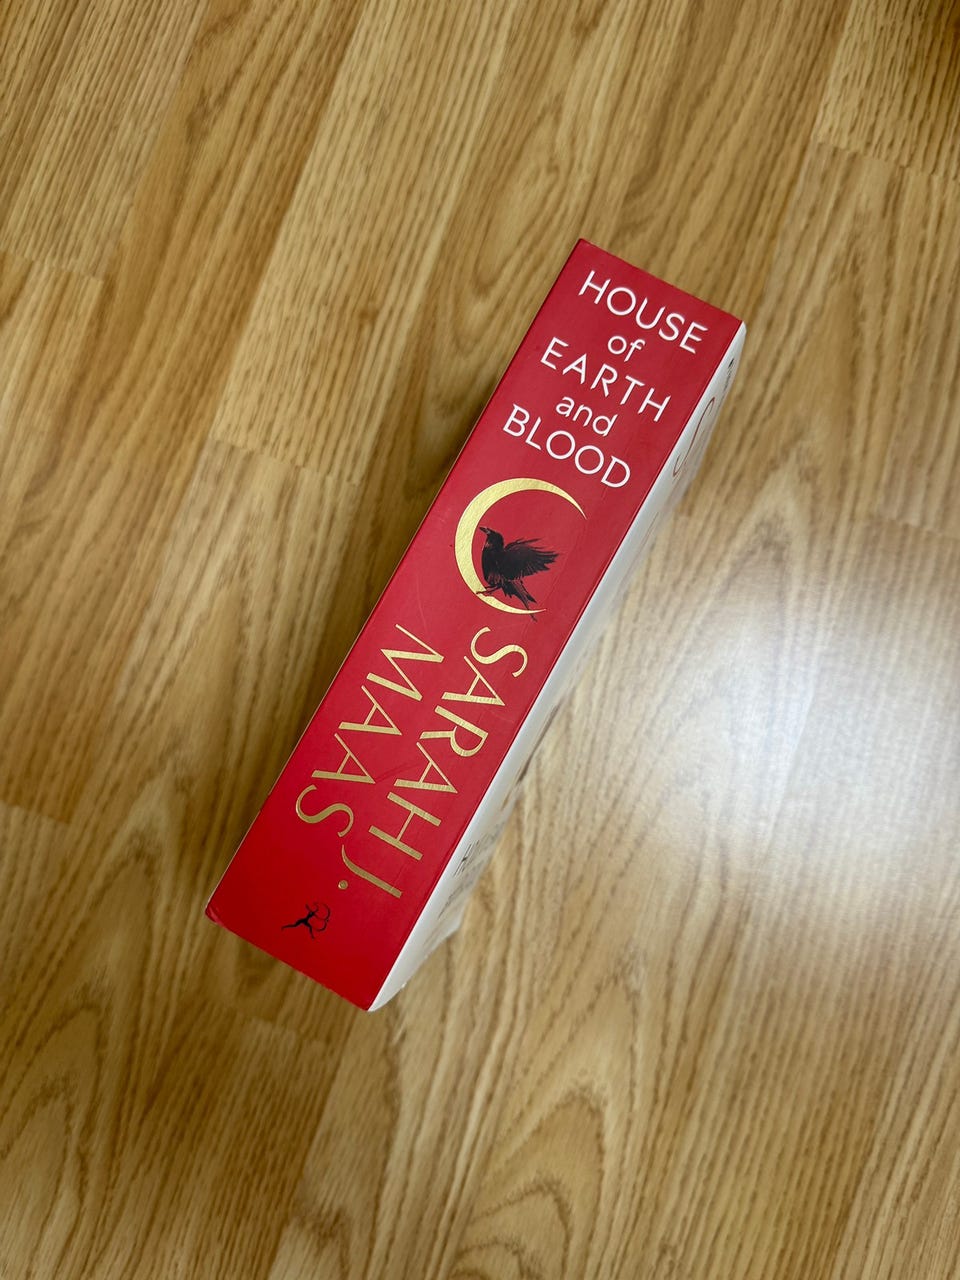 HOUSE
of
EARTH
and
BLOOD
SARAH J.
MAAS